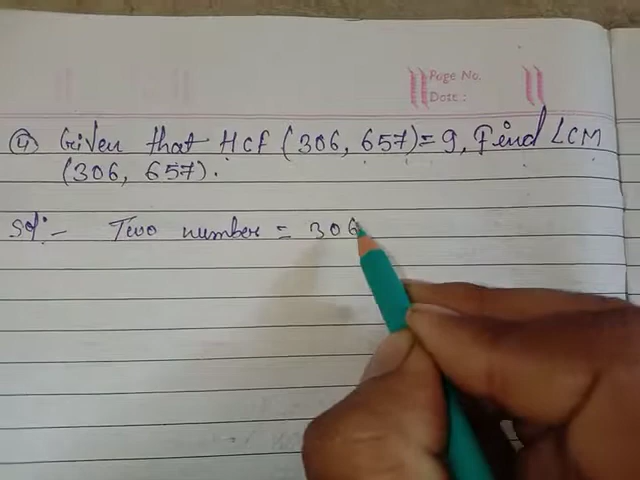 Page No.
Date :
④ Given that HCF (306, 657) = 9, Find LCM
(306, 657).
Sol:- Two number = 306